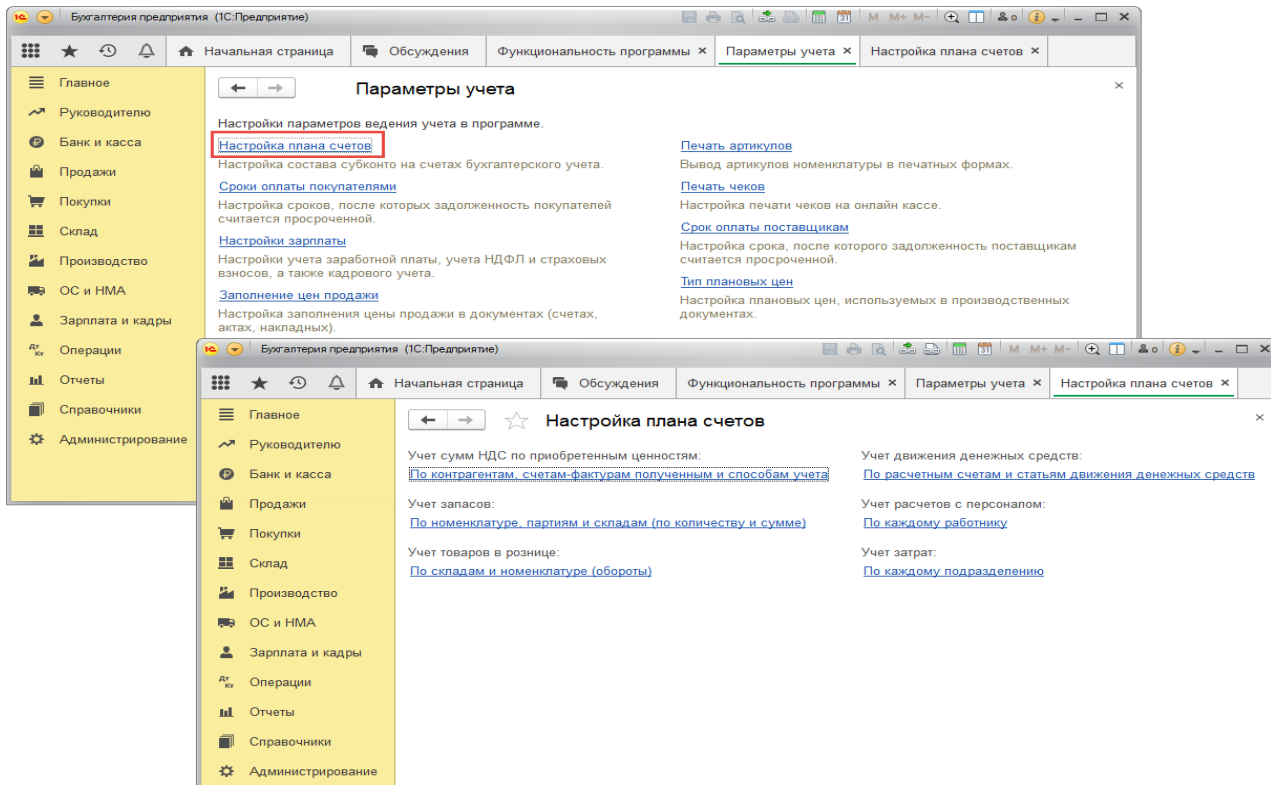 Бухгалтерия предприятия (1С:Предприятие)
M M+ M-
Начальная страница
Обсуждения
Функциональность программы ×
Параметры учета ×
Настройка плана счетов ×
Главное
Руководителю
Банк и касса
Продажи
Покупки
Склад
Производство
ОС и НМА
Зарплата и кадры
Операции
Отчеты
Справочники
Администрирование
Параметры учета
Настройки параметров ведения учета в программе.
Настройка плана счетов
Настройка состава субконто на счетах бухгалтерского учета.
Сроки оплаты покупателями
Настройка сроков, после которых задолженность покупателей
считается просроченной.
Настройки зарплаты
Настройки учета заработной платы, учета НДФЛ и страховых
взносов, а также кадрового учета.
Заполнение цен продажи
Настройка заполнения цены продажи в документах (счетах,
актах, накладных).
Печать артикулов
Вывод артикулов номенклатуры в печатных формах.
Печать чеков
Настройка печати чеков на онлайн кассе.
Срок оплаты поставщикам
Настройка срока, после которого задолженность поставщикам
считается просроченной.
Тип плановых цен
Настройка плановых цен, используемых в производственных
документах.
Бухгалтерия предприятия (1С:Предприятие)
M M+ M-
Начальная страница
Обсуждения
Функциональность программы ×
Параметры учета ×
Настройка плана счетов ×
Главное
Руководителю
Банк и касса
Продажи
Покупки
Склад
Производство
ОС и НМА
Зарплата и кадры
Операции
Отчеты
Справочники
Администрирование
Настройка плана счетов
Учет сумм НДС по приобретенным ценностям:
По контрагентам, счетам-фактурам полученным и способам учета
Учет запасов:
По номенклатуре, партиям и складам (по количеству и сумме)
Учет товаров в рознице:
По складам и номенклатуре (обороты)
Учет движения денежных средств:
По расчетным счетам и статьям движения денежных средств
Учет расчетов с персоналом:
По каждому работнику
Учет затрат:
По каждому подразделению